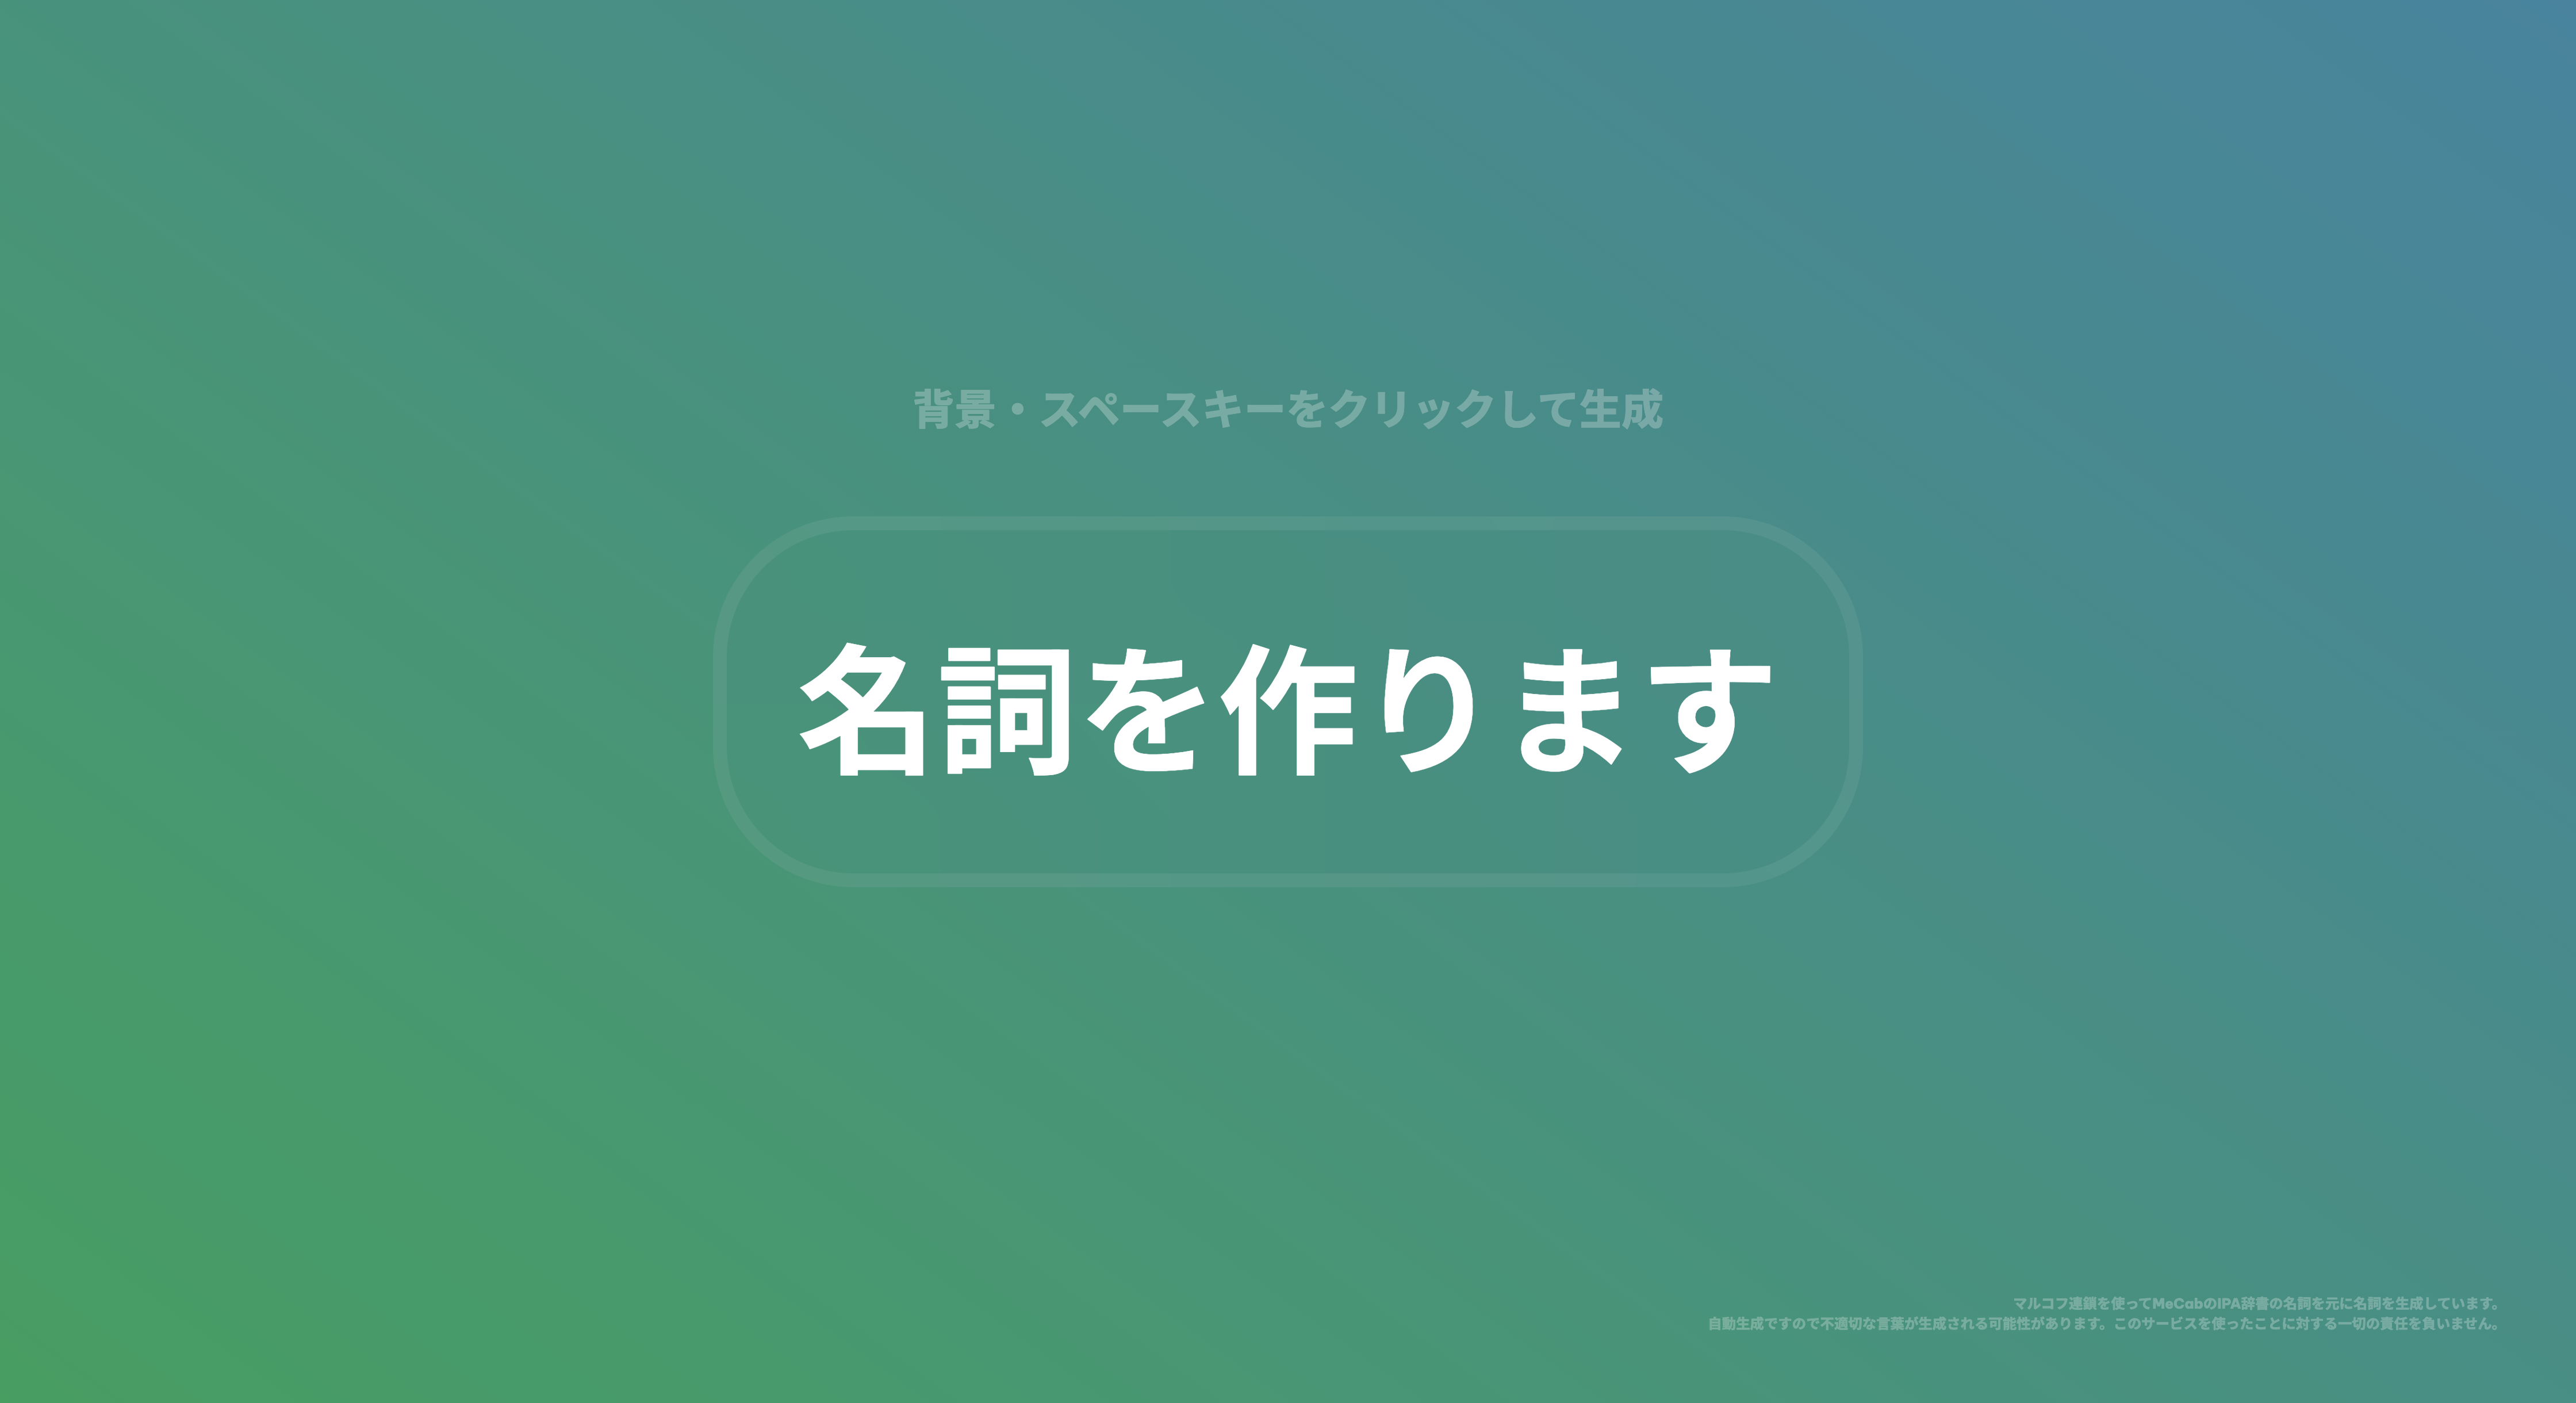 背景・スペースキーをクリックして生成
名詞を作ります
マルコフ連鎖を使ってMeCabのIPA辞書の名詞を元に名詞を生成しています。
自動生成ですので不適切な言葉が生成される可能性があります。このサービスを使ったことに対する一切の責任を負いません。